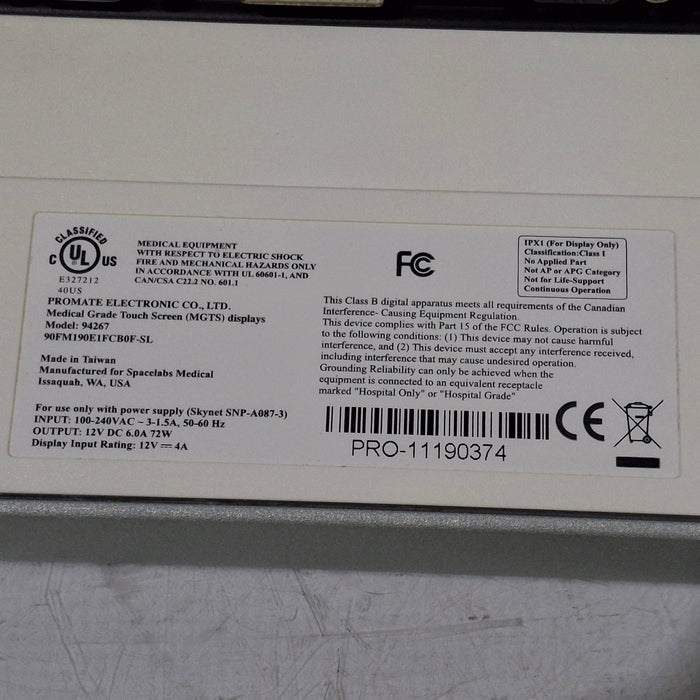 CLASSIFIED
C UL US
E327212
40US
MEDICAL EQUIPMENT
WITH RESPECT TO ELECTRIC SHOCK
FIRE AND MECHANICAL HAZARDS ONLY
IN ACCORDANCE WITH UL 60601-1, AND
CAN/CSA C22.2 NO. 601.1
PROMATE ELECTRONIC CO., LTD.
Medical Grade Touch Screen (MGTS) displays
Model: 94267
90FM190E1FCB0F-SL
Made in Taiwan
Manufactured for Spacelabs Medical
Issaquah, WA, USA
For use only with power supply (Skynet SNP-A087-3)
INPUT: 100-240VAC ~ 3-1.5A, 50-60 Hz
OUTPUT: 12V DC 6.0A 72W
Display Input Rating: 12V ⎓ 4A
FC
IPX1 (For Display Only)
Classification:Class I
No Applied Part
Not AP or APG Category
Not for Life-Support
Continuous Operation
This Class B digital apparatus meets all requirements of the Canadian
Interference- Causing Equipment Regulation.
This device complies with Part 15 of the FCC Rules. Operation is subject
to the following conditions: (1) This device may not cause harmful
interference, and (2) This device must accept any interference received,
including interference that may cause undesired operation.
Grounding Reliability can only be achieved when the
equipment is connected to an equivalent receptacle
marked "Hospital Only" or "Hospital Grade"
CE
PRO-11190374